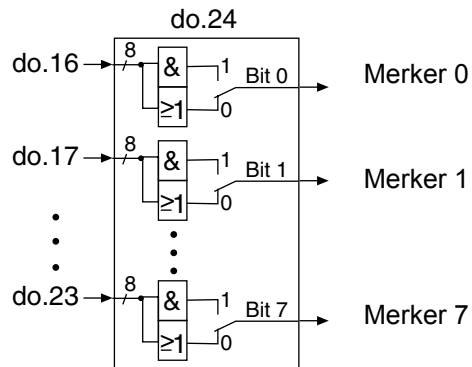 do.24
do.16 8 & 1 Bit 0 Merker 0
≥1 0
do.17 8 & 1 Bit 1 Merker 1
≥1 0
do.23 8 & 1 Bit 7 Merker 7
≥1 0